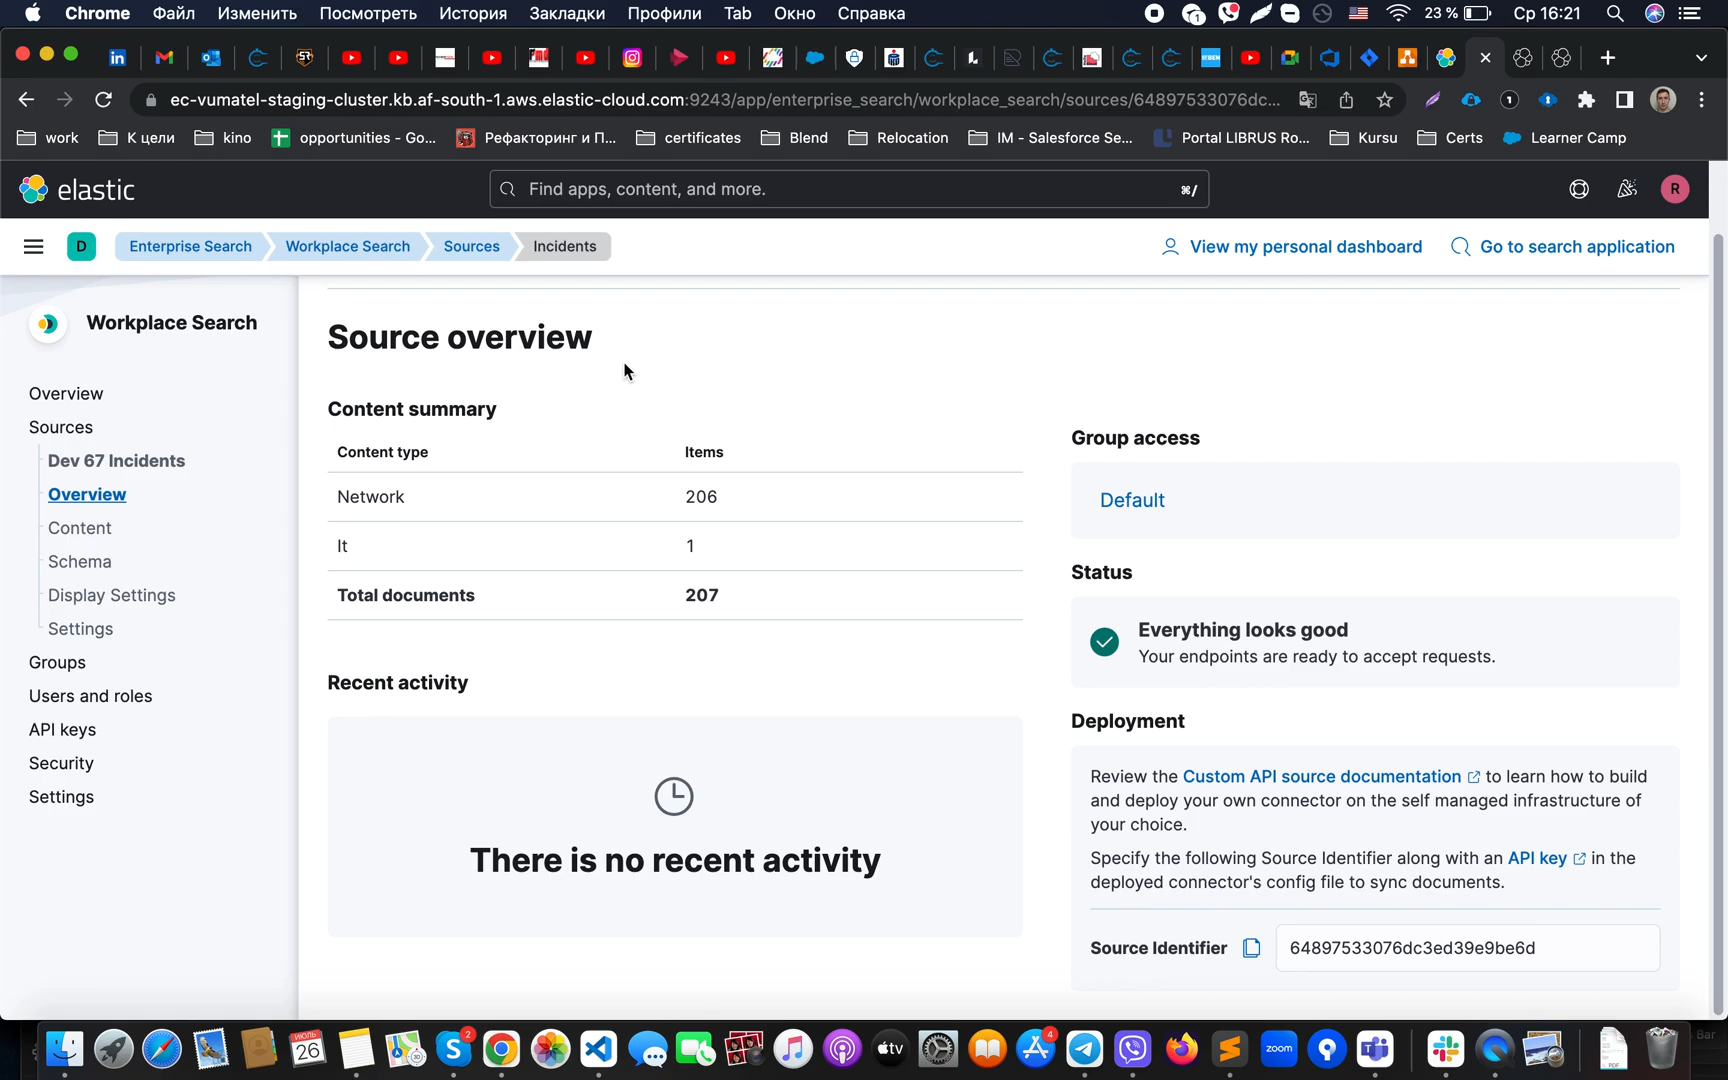 Chrome Файл Изменить Посмотреть История Закладки Профили Tab Окно Справка 23 % Ср 16:21
ec-vumatel-staging-cluster.kb.af-south-1.aws.elastic-cloud.com:9243/app/enterprise_search/workplace_search/sources/64897533076dc...
work К цели kino opportunities - Go... Рефакторинг и П... certificates Blend Relocation IM - Salesforce Se... Portal LIBRUS Ro... Kursu Certs Learner Camp
elastic Find apps, content, and more. ⌘/ R
D Enterprise Search Workplace Search Sources Incidents View my personal dashboard Go to search application
Workplace Search
Overview
Sources
Dev 67 Incidents
Overview
Content
Schema
Display Settings
Settings
Groups
Users and roles
API keys
Security
Settings
Source overview
Content summary
Content type Items
Network 206
It 1
Total documents 207
Recent activity
There is no recent activity
Group access
Default
Status
Everything looks good
Your endpoints are ready to accept requests.
Deployment
Review the Custom API source documentation to learn how to build
and deploy your own connector on the self managed infrastructure of
your choice.
Specify the following Source Identifier along with an API key in the
deployed connector's config file to sync documents.
Source Identifier 64897533076dc3ed39e9be6d
ИЮЛЬ
26
2
tv
4
zoom
PDF
Bar